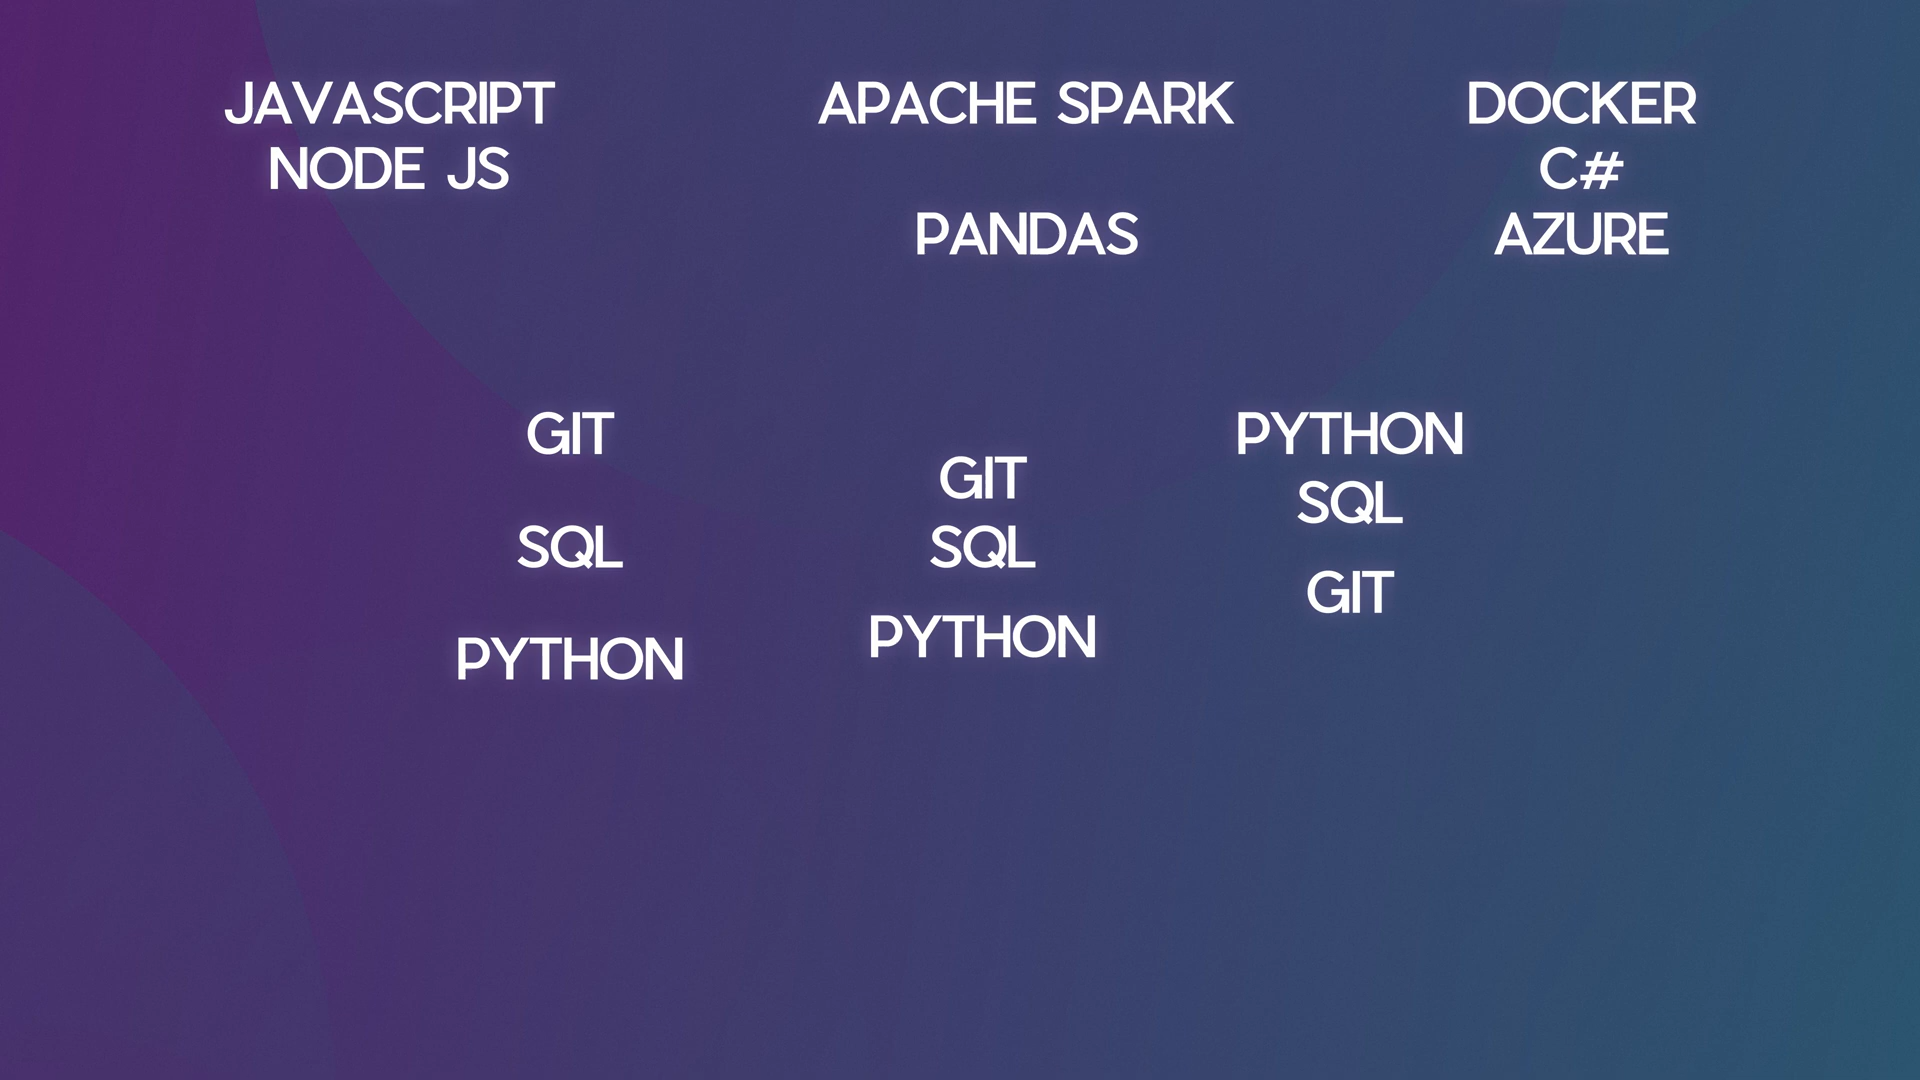 JAVASCRIPT
NODE JS
APACHE SPARK
PANDAS
DOCKER
C#
AZURE
GIT
SQL
PYTHON
GIT
SQL
PYTHON
PYTHON
SQL
GIT